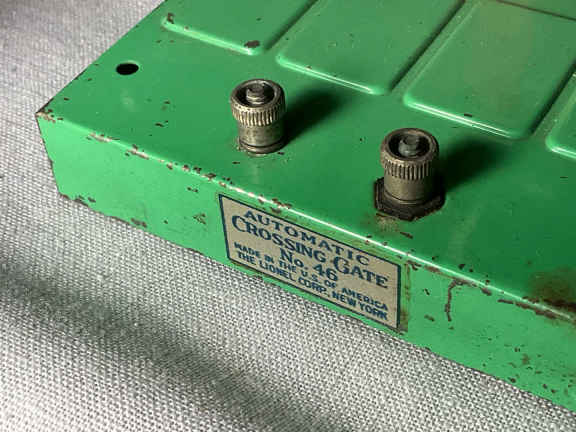 AUTOMATIC
CROSSING GATE
No. 46
MADE IN THE U.S. OF AMERICA
THE LIONEL CORP. NEW YORK